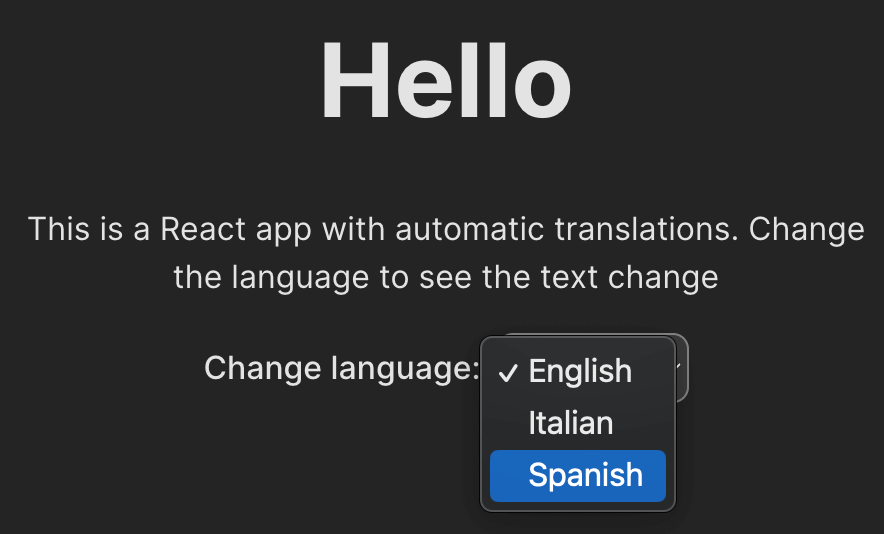 Hello
This is a React app with automatic translations. Change
the language to see the text change
Change language:
English
Italian
Spanish